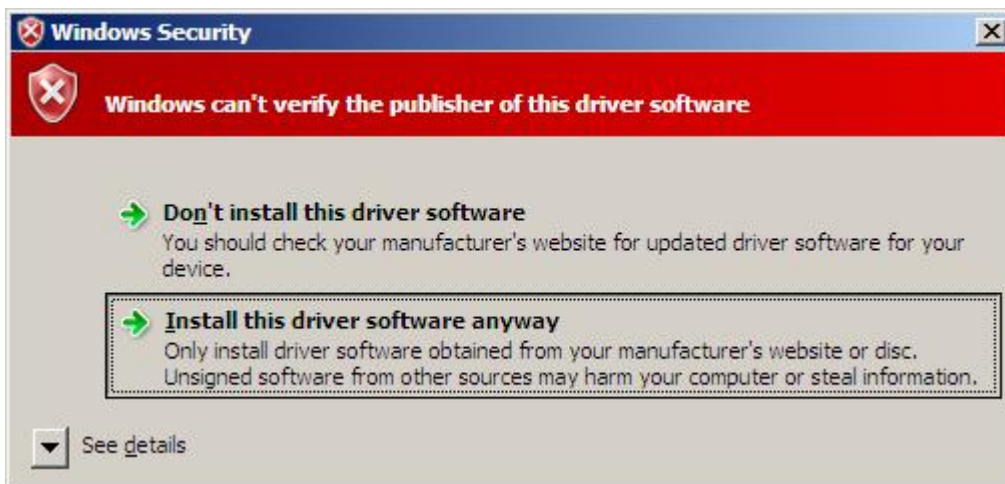 Windows Security
Windows can't verify the publisher of this driver software
Don't install this driver software
You should check your manufacturer's website for updated driver software for your
device.
Install this driver software anyway
Only install driver software obtained from your manufacturer's website or disc.
Unsigned software from other sources may harm your computer or steal information.
See details